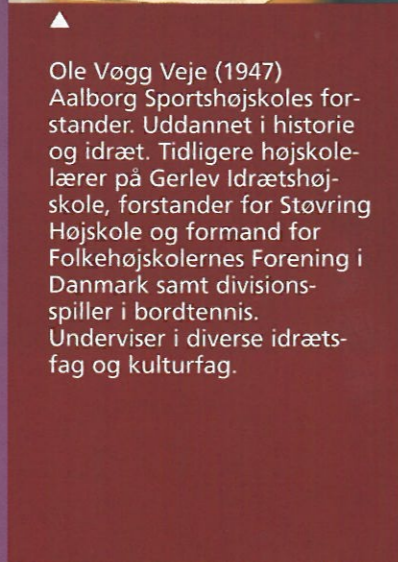 Ole Vøgg Veje (1947)
Aalborg Sportshøjskoles for-
stander. Uddannet i historie
og idræt. Tidligere højskole-
lærer på Gerlev Idrætshøj-
skole, forstander for Støvring
Højskole og formand for
Folkehøjskolernes Forening i
Danmark samt divisions-
spiller i bordtennis.
Underviser i diverse idræts-
fag og kulturfag.